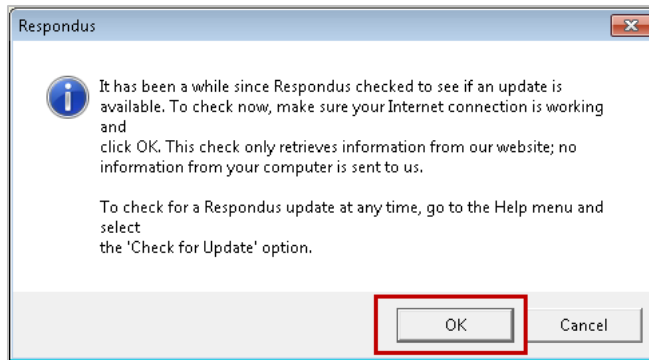 Respondus
It has been a while since Respondus checked to see if an update is
available. To check now, make sure your Internet connection is working
and
click OK. This check only retrieves information from our website; no
information from your computer is sent to us.
To check for a Respondus update at any time, go to the Help menu and
select
the 'Check for Update' option.
OK
Cancel